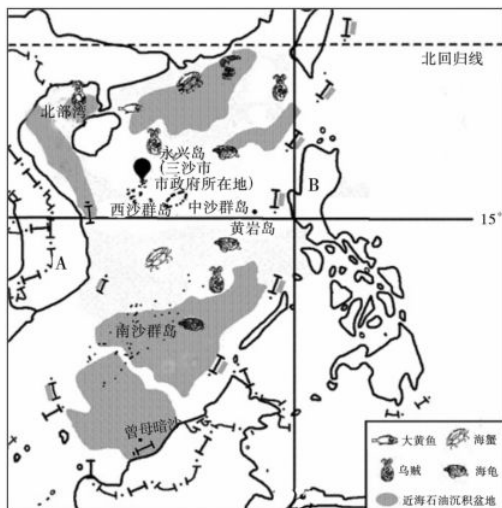 北回归线
北部湾
永兴岛
(三沙市
市政府所在地)
B
西沙群岛
中沙群岛
15°
黄岩岛
A
南沙群岛
曾母暗沙
大黄鱼
海蟹
乌贼
海龟
近海石油沉积盆地